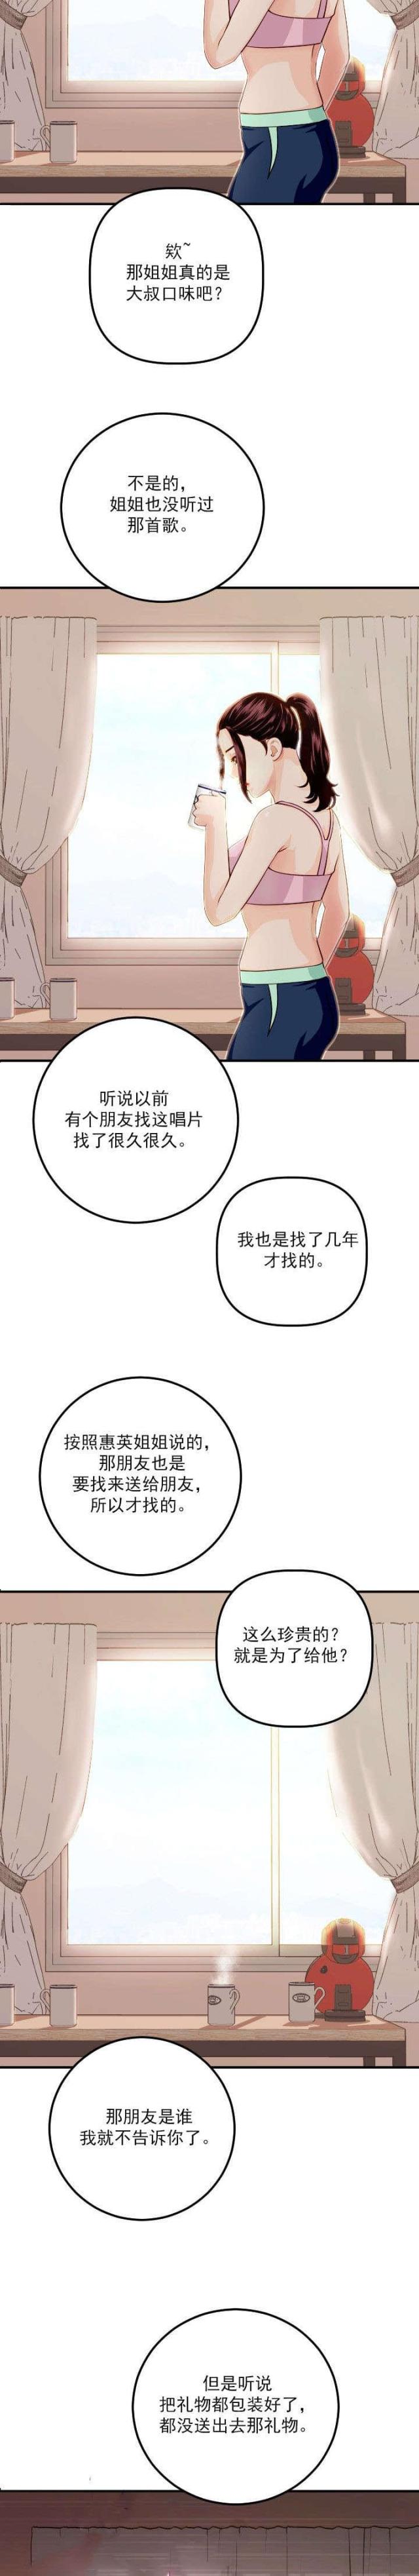 欸~
那姐姐真的是
大叔口味吧?
不是的，
姐姐也没听过
那首歌。
听说以前
有个朋友找这唱片
找了很久很久。
我也是找了几年
才找的。
按照惠英姐姐说的，
那朋友也是
要找来送给朋友，
所以才找的。
这么珍贵的?
就是为了给他?
那朋友是谁
我就不告诉你了。
但是听说
把礼物都包装好了，
都没送出去那礼物。